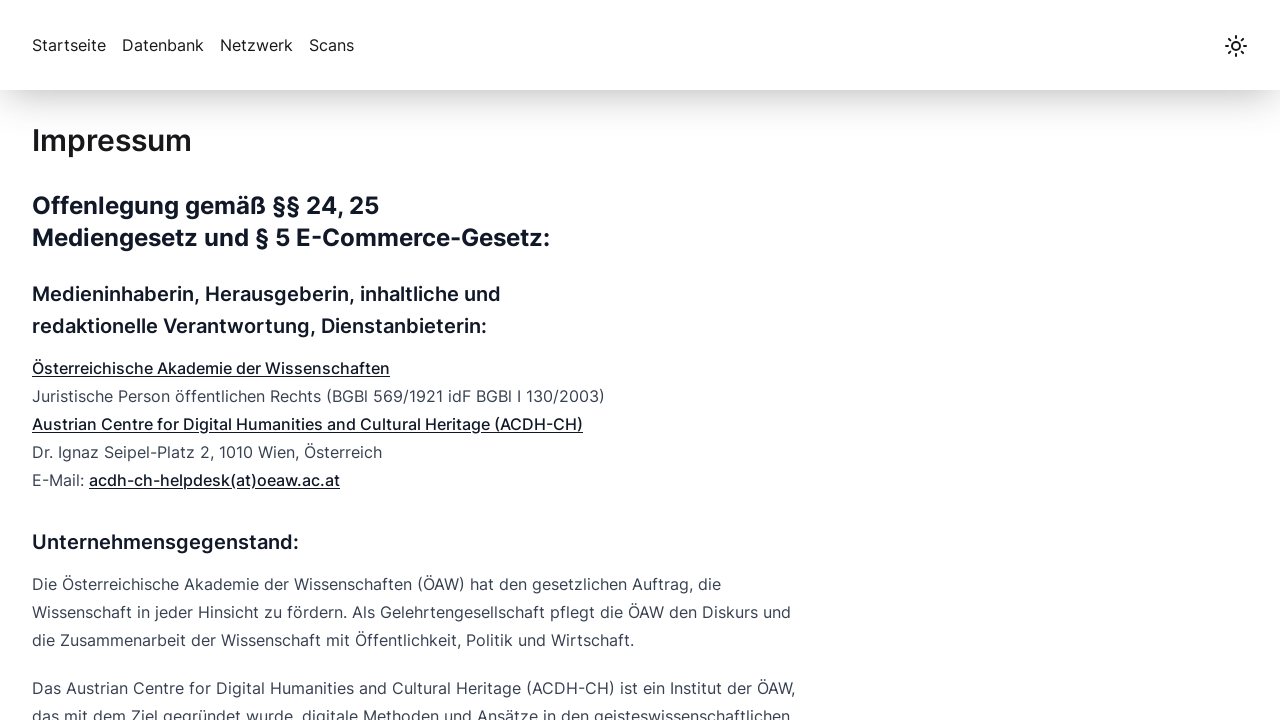 Startseite Datenbank Netzwerk Scans
Impressum
Offenlegung gemäß §§ 24, 25
Mediengesetz und § 5 E-Commerce-Gesetz:
Medieninhaberin, Herausgeberin, inhaltliche und
redaktionelle Verantwortung, Dienstanbieterin:
Österreichische Akademie der Wissenschaften
Juristische Person öffentlichen Rechts (BGBl 569/1921 idF BGBl I 130/2003)
Austrian Centre for Digital Humanities and Cultural Heritage (ACDH-CH)
Dr. Ignaz Seipel-Platz 2, 1010 Wien, Österreich
E-Mail: acdh-ch-helpdesk(at)oeaw.ac.at
Unternehmensgegenstand:
Die Österreichische Akademie der Wissenschaften (ÖAW) hat den gesetzlichen Auftrag, die
Wissenschaft in jeder Hinsicht zu fördern. Als Gelehrtengesellschaft pflegt die ÖAW den Diskurs und
die Zusammenarbeit der Wissenschaft mit Öffentlichkeit, Politik und Wirtschaft.
Das Austrian Centre for Digital Humanities and Cultural Heritage (ACDH-CH) ist ein Institut der ÖAW,
das mit dem Ziel gegründet wurde, digitale Methoden und Ansätze in den geisteswissenschaftlichen